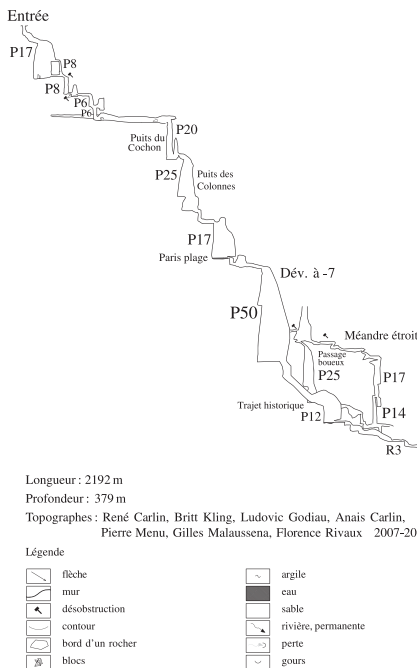 Entrée
P17
P8
P8
P6
P6
P20
Puits du
Cochon
P25
Puits des
Colonnes
P17
Paris plage
Dév. à -7
P50
Méandre étroit
Passage
boueux
P25
P17
Trajet historique
P12
P14
R3
Longueur : 2192 m
Profondeur : 379 m
Topographes : René Carlin, Britt Kling, Ludovic Godiau, Anais Carlin,
Pierre Menu, Gilles Malaussena, Florence Rivaux 2007-20
Légende
flèche
mur
désobstruction
contour
bord d'un rocher
blocs
argile
eau
sable
rivière, permanente
perte
gours